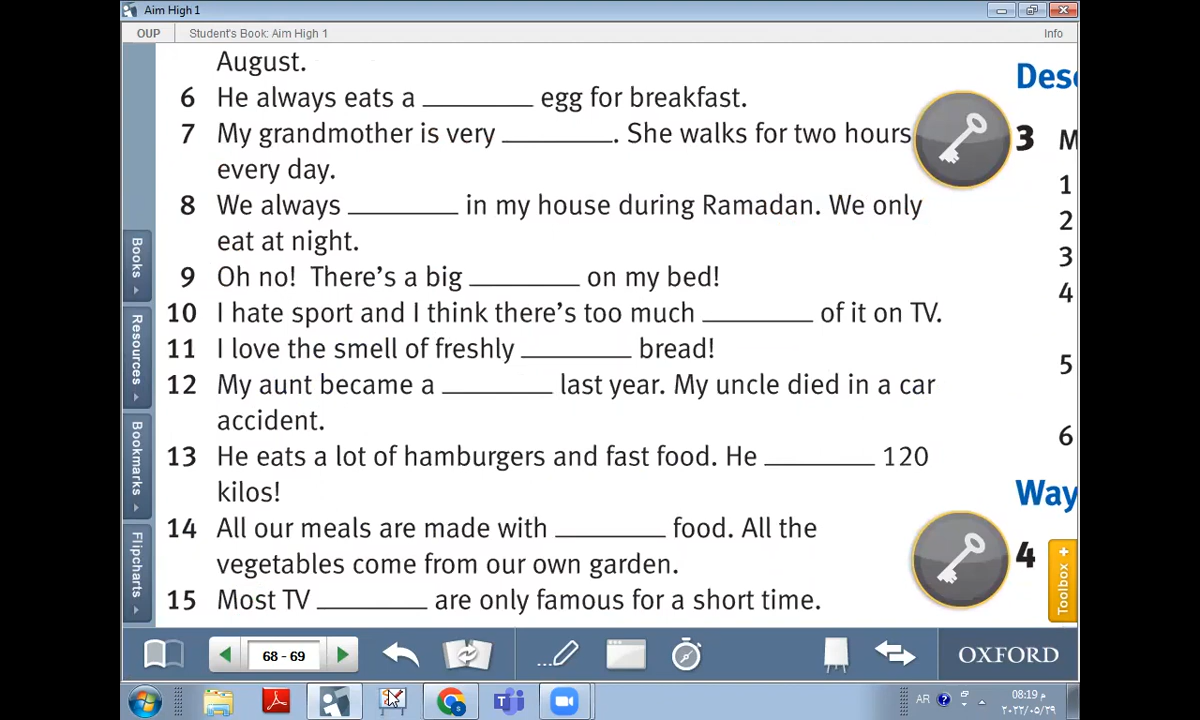 Aim High 1
OUP
Student's Book: Aim High 1
Info
August.
6 He always eats a ________ egg for breakfast.
7 My grandmother is very ________. She walks for two hours
every day.
8 We always ________ in my house during Ramadan. We only
eat at night.
9 Oh no! There's a big ________ on my bed!
10 I hate sport and I think there's too much ________ of it on TV.
11 I love the smell of freshly ________ bread!
12 My aunt became a ________ last year. My uncle died in a car
accident.
13 He eats a lot of hamburgers and fast food. He ________ 120
kilos!
14 All our meals are made with ________ food. All the
vegetables come from our own garden.
15 Most TV ________ are only famous for a short time.
Desc
3 M
1
2
3
4
5
6
Way
4
Books
Resources
Bookmarks
Flipcharts
Toolbox +
68 - 69
OXFORD
AR
08:19 م
٢٠٢٢/٠٥/٢٩